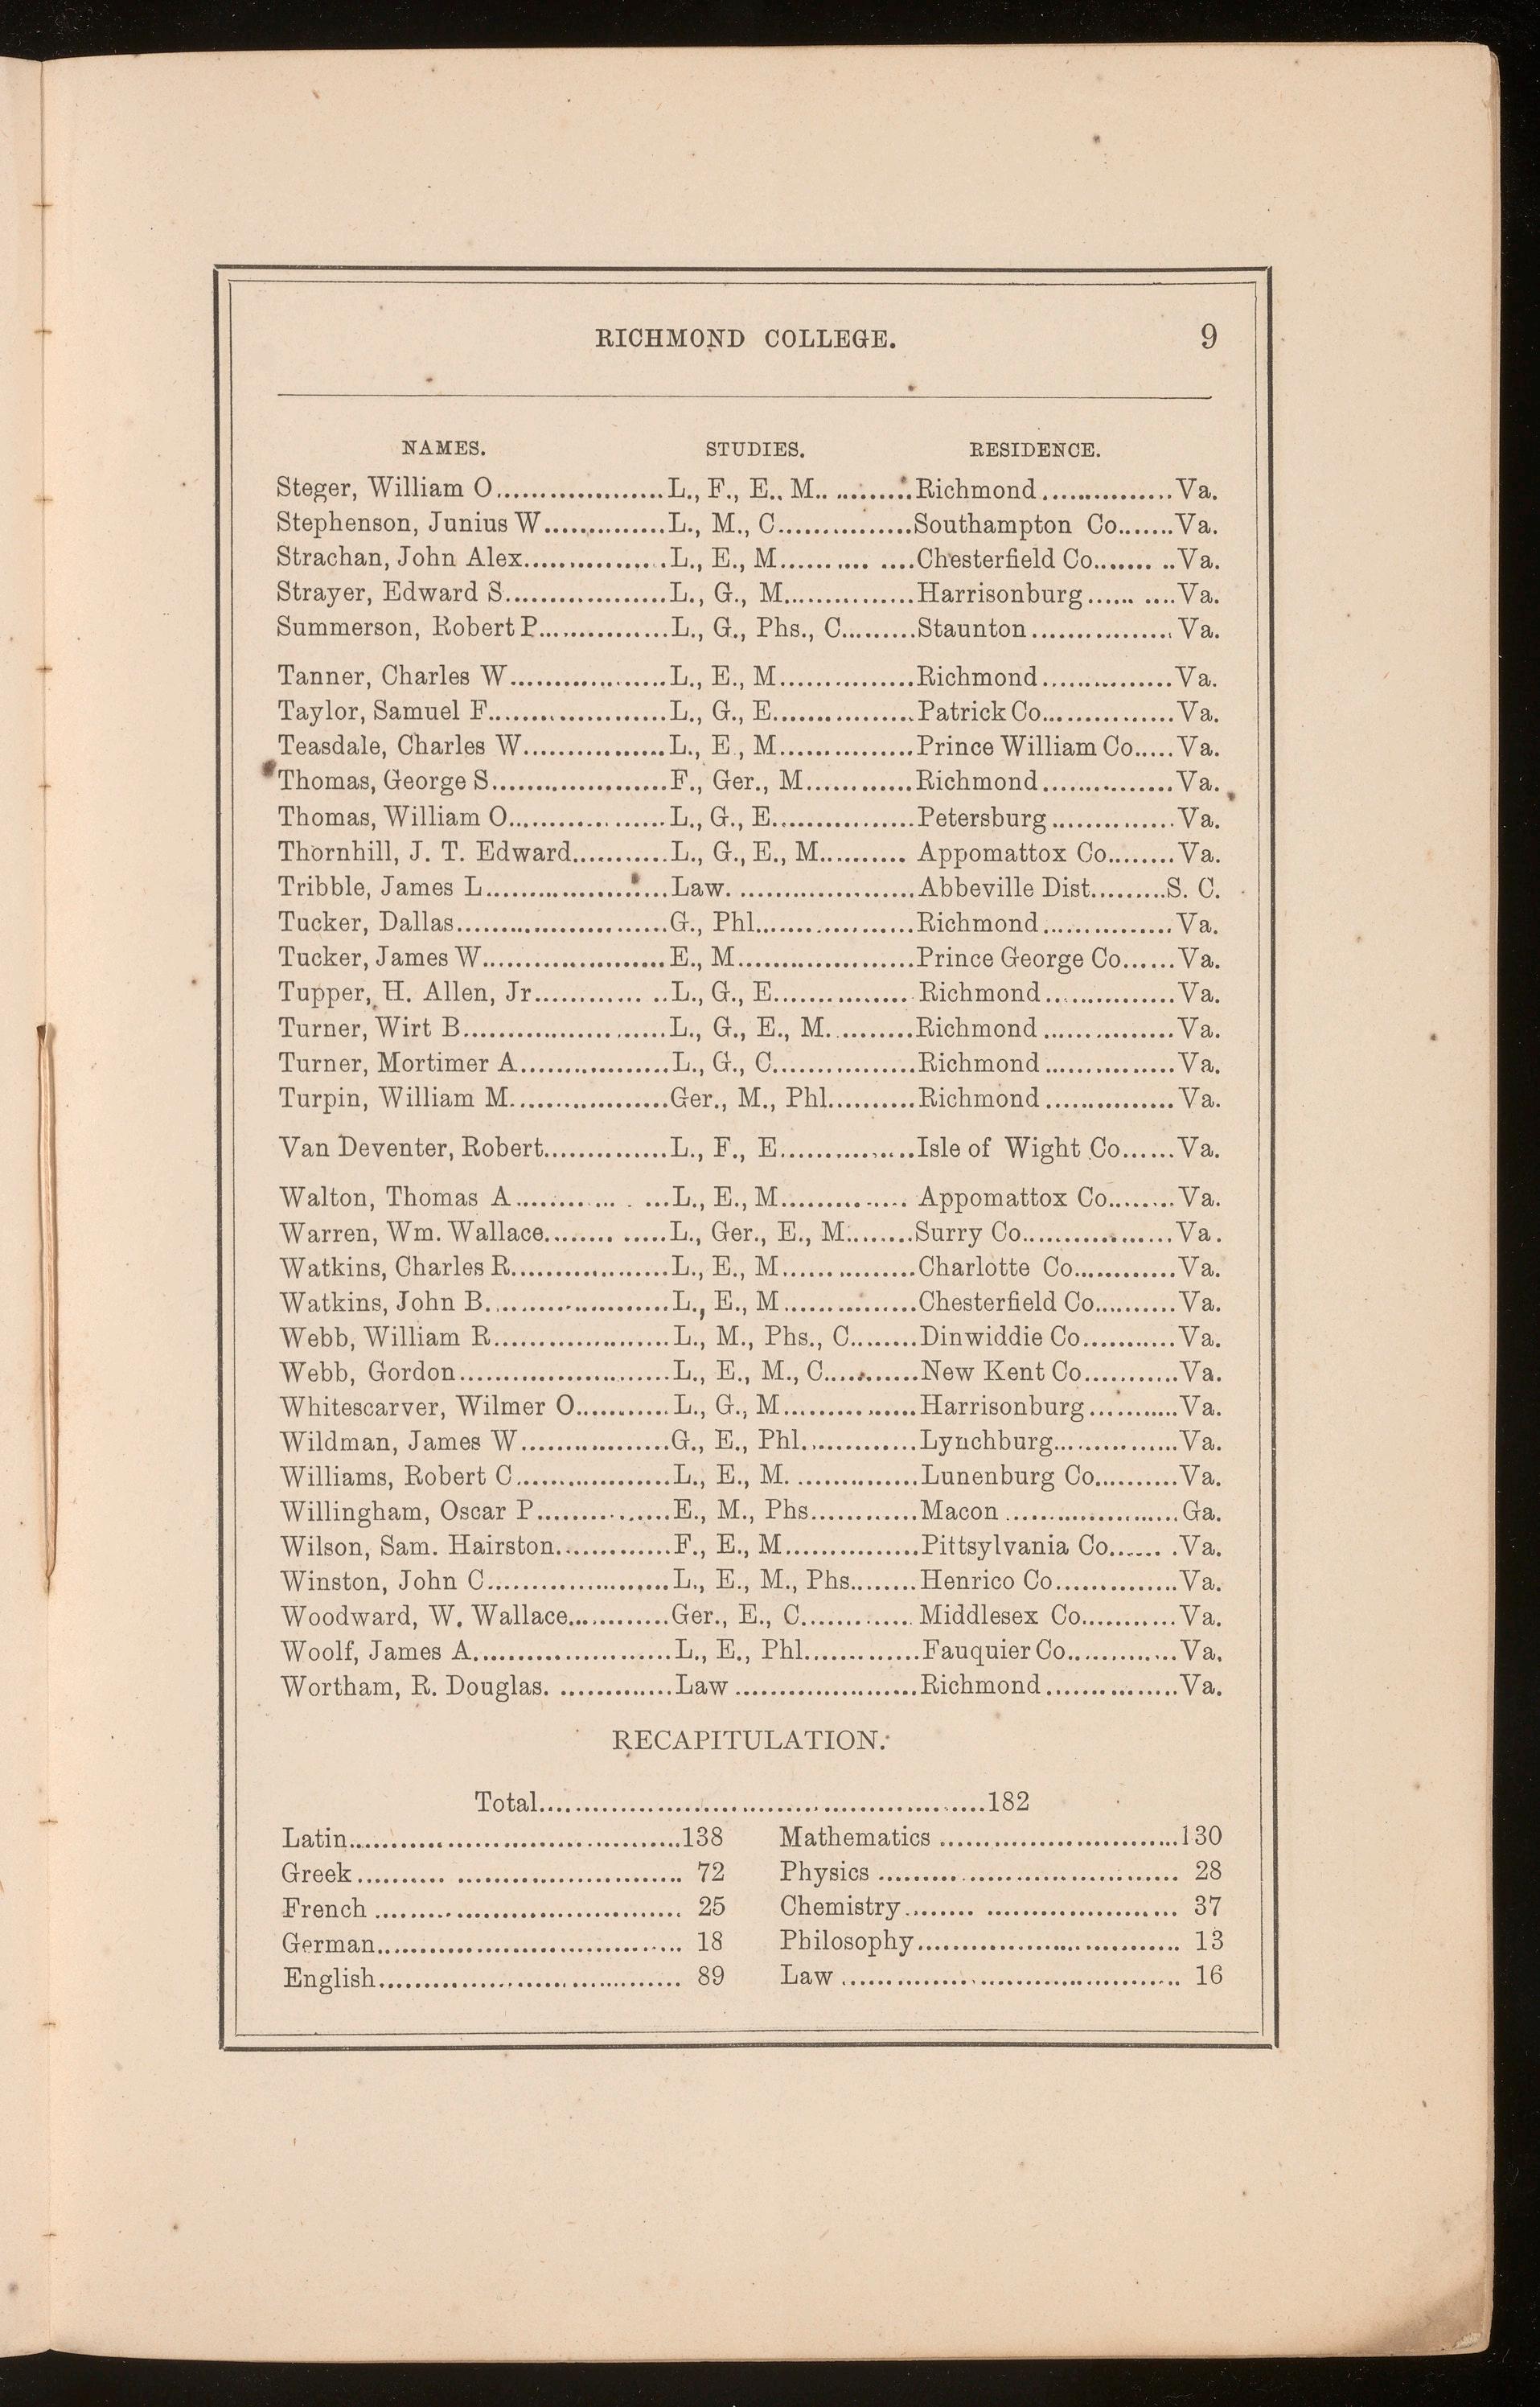 RICHMOND COLLEGE. 9
NAMES. STUDIES. RESIDENCE.
Steger, William O...................L., F., E.. M.. ..........Richmond...............Va.
Stephenson, Junius W..............L., M., C...............Southampton Co.......Va.
Strachan, John Alex................L., E., M.......... ....Chesterfield Co....... ..Va.
Strayer, Edward S..................L., G., M...............Harrisonburg...... ....Va.
Summerson, Robert P...............L., G., Phs., C.........Staunton.................Va.
Tanner, Charles W..................L., E., M...............Richmond...............Va.
Taylor, Samuel F....................L., G., E................Patrick Co...............Va.
Teasdale, Charles W................L., E., M...............Prince William Co.....Va.
Thomas, George S....................F., Ger., M............Richmond...............Va.
Thomas, William O..................L., G., E................Petersburg..............Va.
Thornhill, J. T. Edward...........L., G., E., M.......... Appomattox Co........Va.
Tribble, James L.....................Law. ....................Abbeville Dist.........S. C.
Tucker, Dallas........................G., Phl..................Richmond...............Va.
Tucker, James W.....................E., M....................Prince George Co......Va.
Tupper, H. Allen, Jr............ ..L., G., E............... Richmond...............Va.
Turner, Wirt B.......................L., G., E., M..........Richmond...............Va.
Turner, Mortimer A.................L., G., C................Richmond...............Va.
Turpin, William M..................Ger., M., Phl..........Richmond...............Va.
Van Deventer, Robert..............L., F., E...............Isle of Wight Co......Va.
Walton, Thomas A........... . ...L., E., M.............. Appomattox Co........Va.
Warren, Wm. Wallace........ .....L., Ger., E., M........Surry Co.................Va.
Watkins, Charles R..................L., E., M...............Charlotte Co............Va.
Watkins, John B.....................L., E., M...............Chesterfield Co..........Va.
Webb, William R....................L., M., Phs., C........Dinwiddie Co...........Va.
Webb, Gordon........................L., E., M., C...........New Kent Co...........Va.
Whitescarver, Wilmer O...........L., G., M...............Harrisonburg...........Va.
Wildman, James W.................G., E., Phl.............Lynchburg...............Va.
Williams, Robert C..................L., E., M. ..............Lunenburg Co..........Va.
Willingham, Oscar P...............E., M., Phs............Macon ....................Ga.
Wilson, Sam. Hairston.............F., E., M...............Pittsylvania Co...... .Va.
Winston, John C.....................L., E., M., Phs........Henrico Co..............Va.
Woodward, W. Wallace............Ger., E., C............ Middlesex Co...........Va.
Woolf, James A.......................L., E., Phl.............Fauquier Co.............Va.
Wortham, R. Douglas. .............Law .....................Richmond...............Va.
RECAPITULATION.
Total...................................................182
Latin......................................138 Mathematics ...........................130
Greek.......... ......................... 72 Physics .................................. 28
French ................................... 25 Chemistry........ ...................... 37
German................................... 18 Philosophy.............................. 13
English................................... 89 Law ...................................... 16